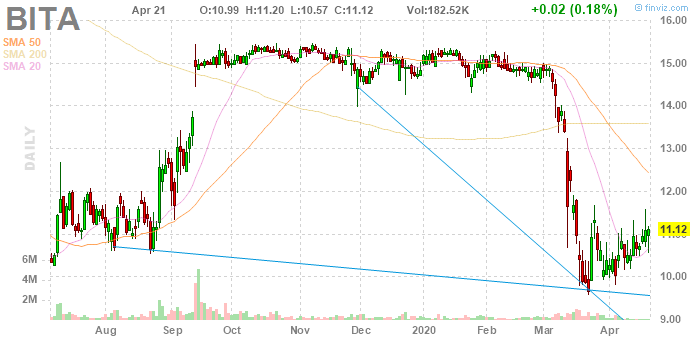 BITA Apr 21 O:10.99 H:11.20 L:10.57 C:11.12 Vol:182.52K +0.02 (0.18%)
© finviz.com
SMA 50
SMA 200
SMA 20
DAILY
16.00
15.00
14.00
13.00
12.00
11.12
11.00
10.00
9.00
6M
4M
2M
Aug Sep Oct Nov Dec 2020 Feb Mar Apr